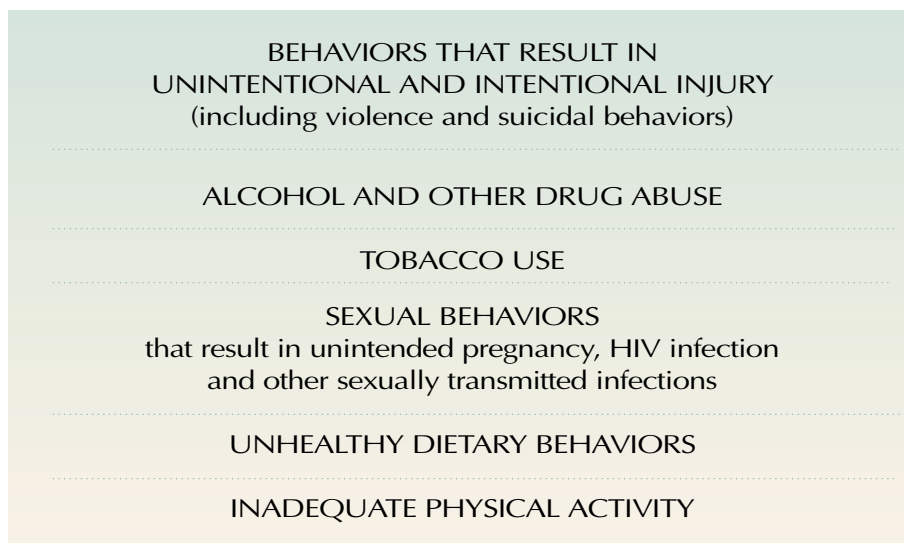 BEHAVIORS THAT RESULT IN
UNINTENTIONAL AND INTENTIONAL INJURY
(including violence and suicidal behaviors)
ALCOHOL AND OTHER DRUG ABUSE
TOBACCO USE
SEXUAL BEHAVIORS
that result in unintended pregnancy, HIV infection
and other sexually transmitted infections
UNHEALTHY DIETARY BEHAVIORS
INADEQUATE PHYSICAL ACTIVITY